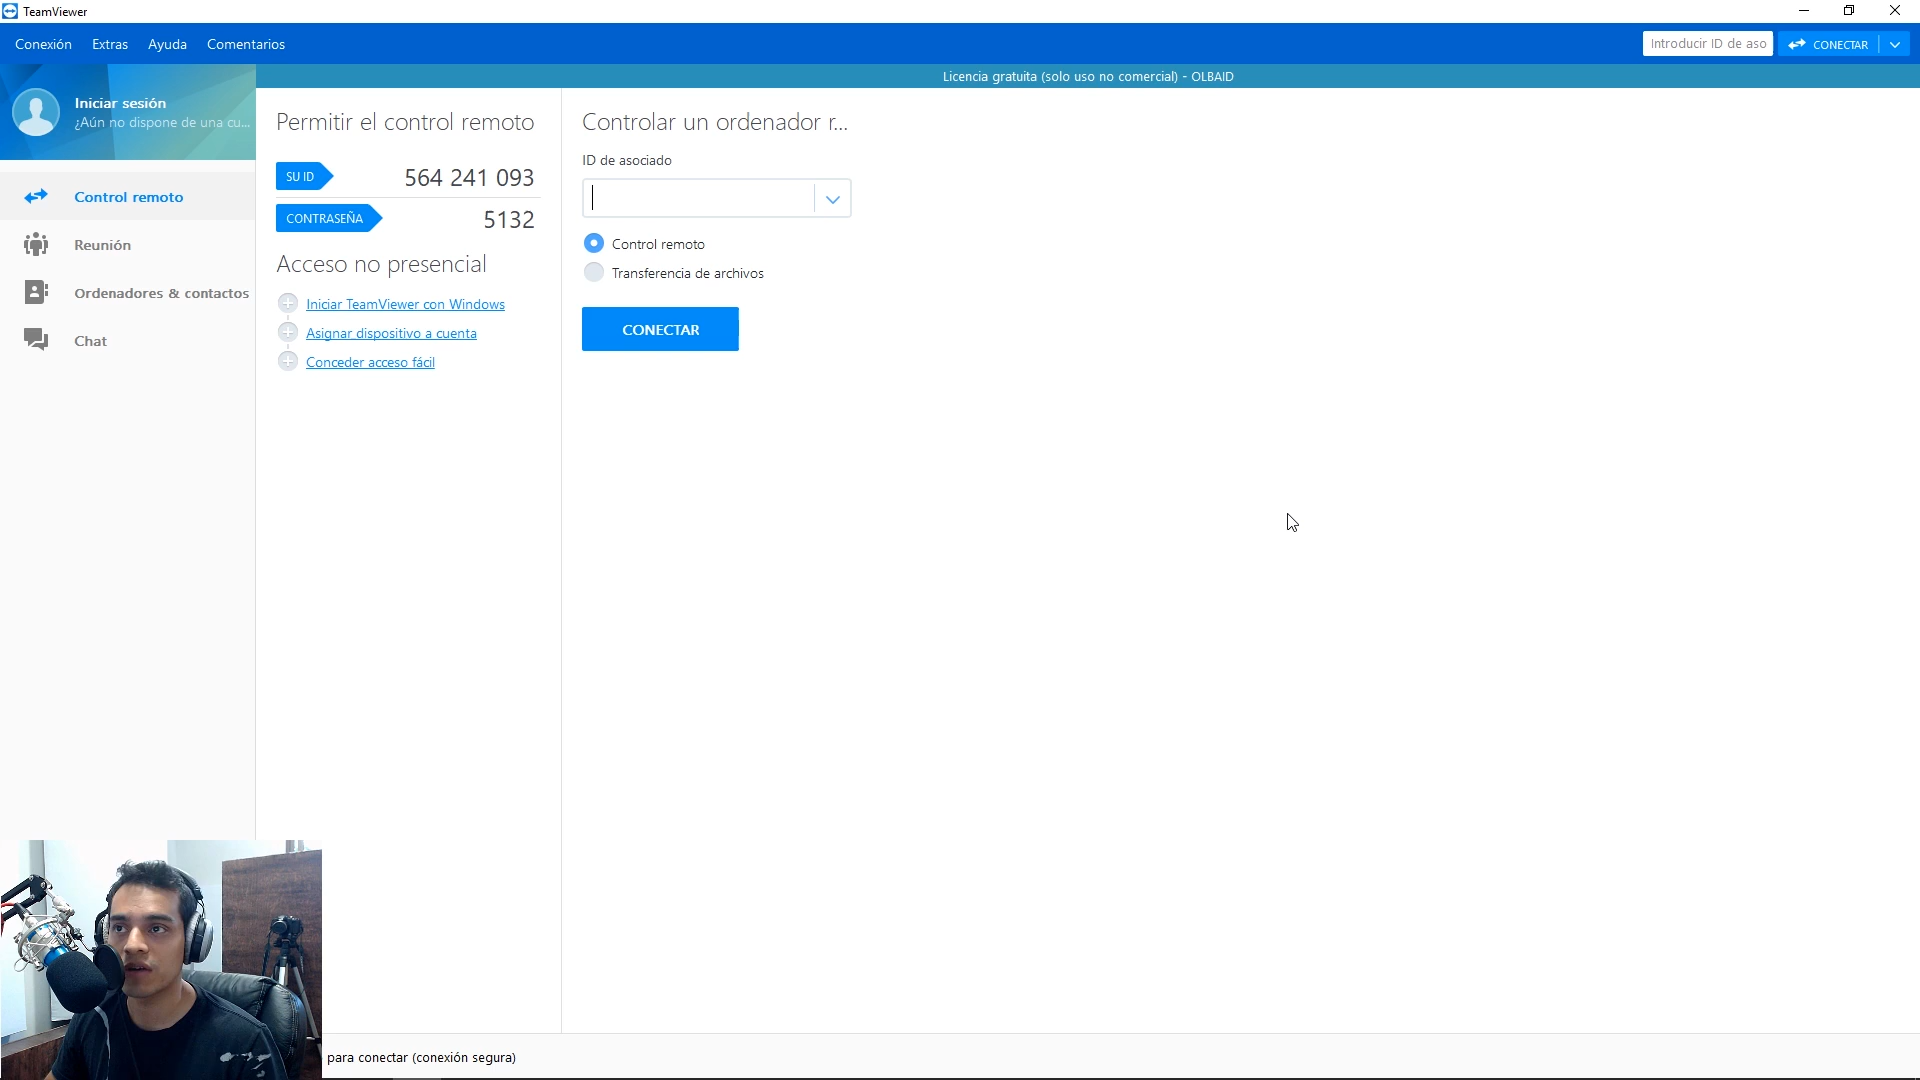 TeamViewer
Conexión Extras Ayuda Comentarios
Introducir ID de aso
CONECTAR
Iniciar sesión
¿Aún no dispone de una cu...
Licencia gratuita (solo uso no comercial) - OLBAID
Control remoto
Reunión
Ordenadores & contactos
Chat
Permitir el control remoto
SU ID 564 241 093
CONTRASEÑA 5132
Acceso no presencial
Iniciar TeamViewer con Windows
Asignar dispositivo a cuenta
Conceder acceso fácil
Controlar un ordenador r...
ID de asociado
Control remoto
Transferencia de archivos
CONECTAR
para conectar (conexión segura)